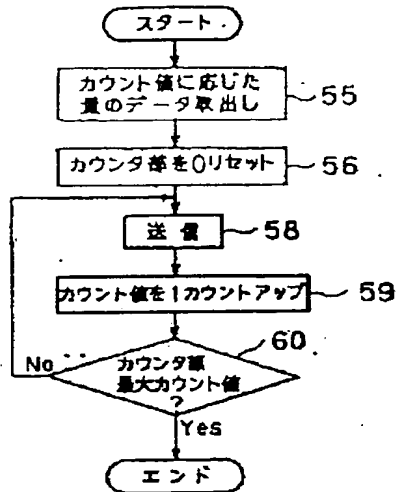 スタート
カウント値に応じた
量のデータ取出し
55
カウンタ部を0リセット
56
送信
58
カウント値を1カウントアップ
59
60
カウンタ部
最大カウント値
?
No
Yes
エンド